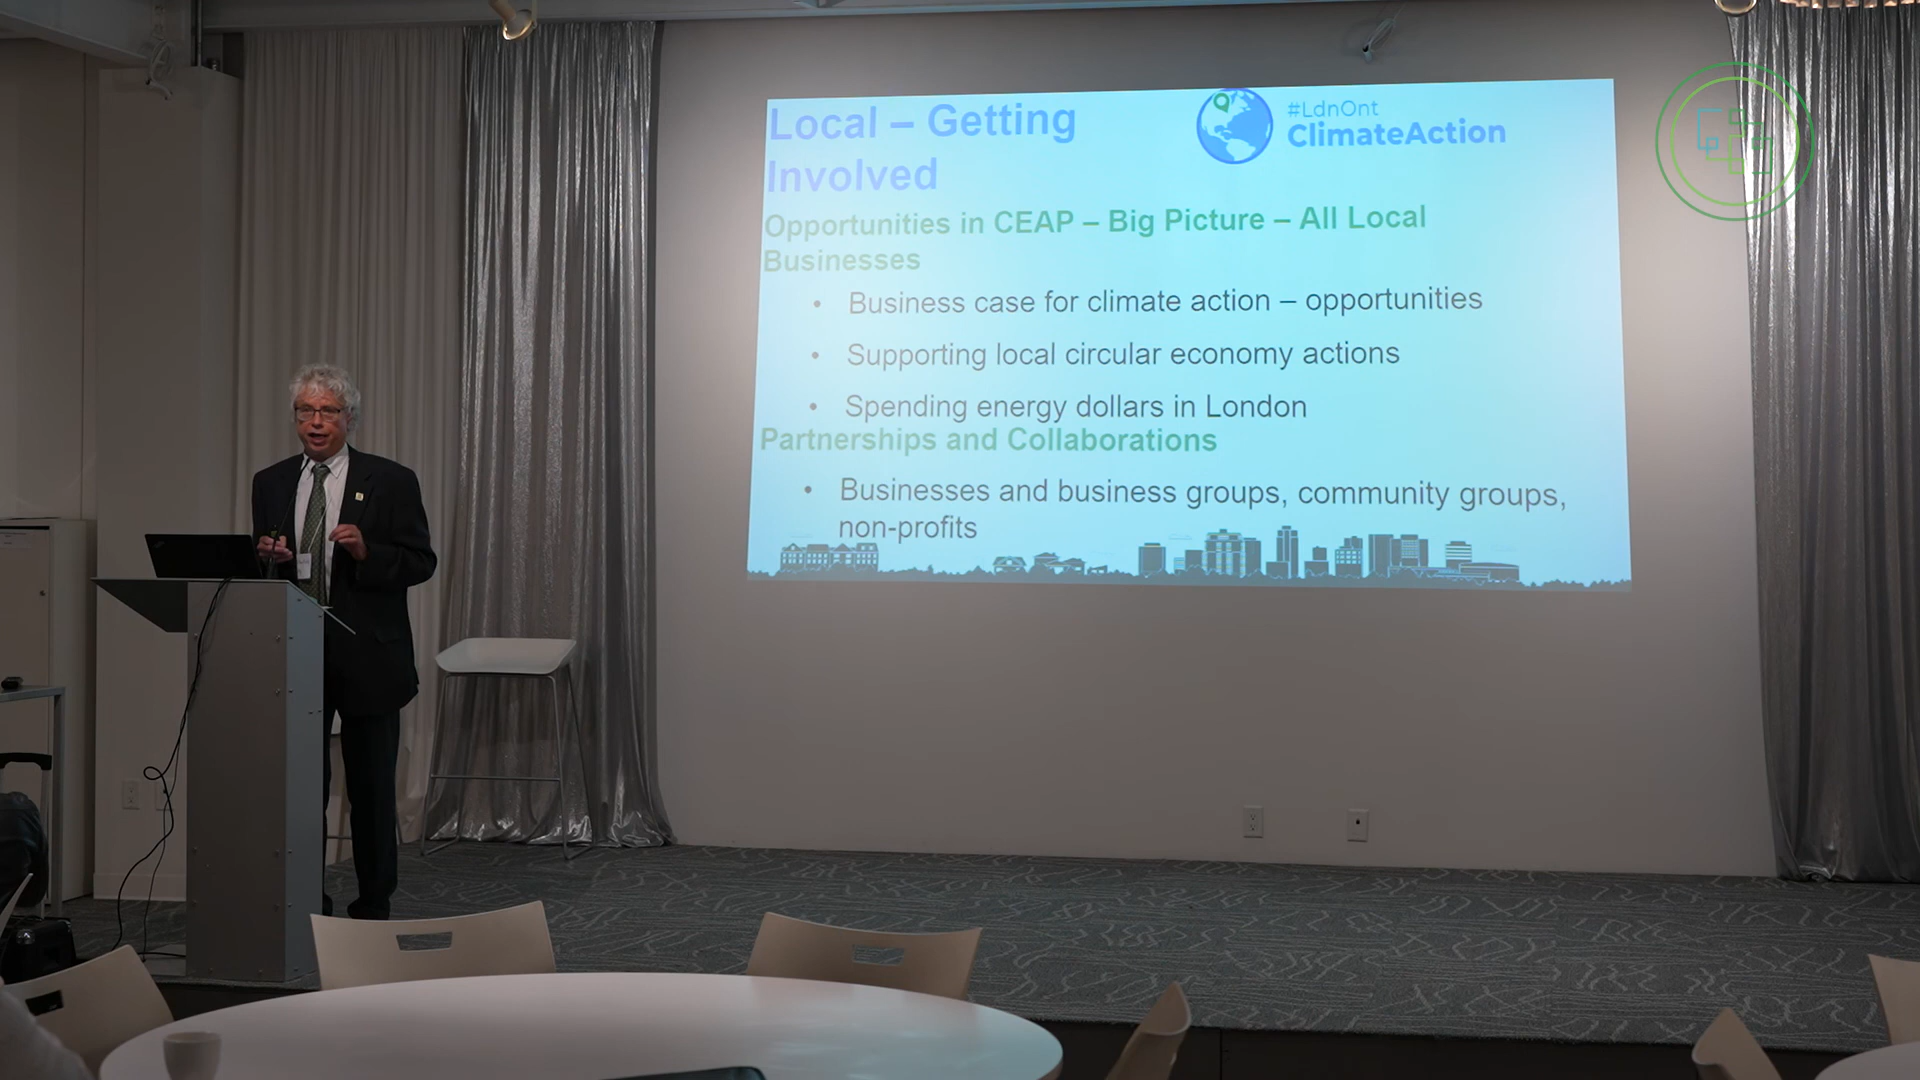 Local – Getting
Involved
#LdnOnt
ClimateAction
Opportunities in CEAP – Big Picture – All Local
Businesses
• Business case for climate action – opportunities
• Supporting local circular economy actions
• Spending energy dollars in London
Partnerships and Collaborations
• Businesses and business groups, community groups,
non-profits